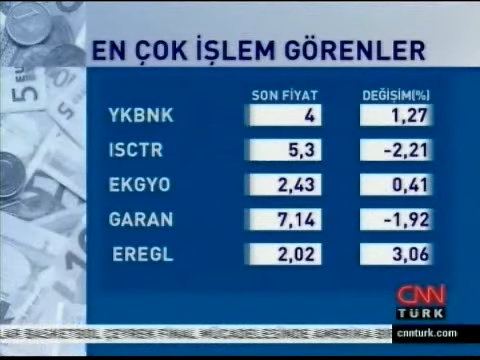 EN ÇOK İŞLEM GÖRENLER
SON FİYAT DEĞİŞİM(%)
YKBNK 4 1,27
ISCTR 5,3 -2,21
EKGYO 2,43 0,41
GARAN 7,14 -1,92
EREGL 2,02 3,06
CNN
TÜRK
cnnturk.com